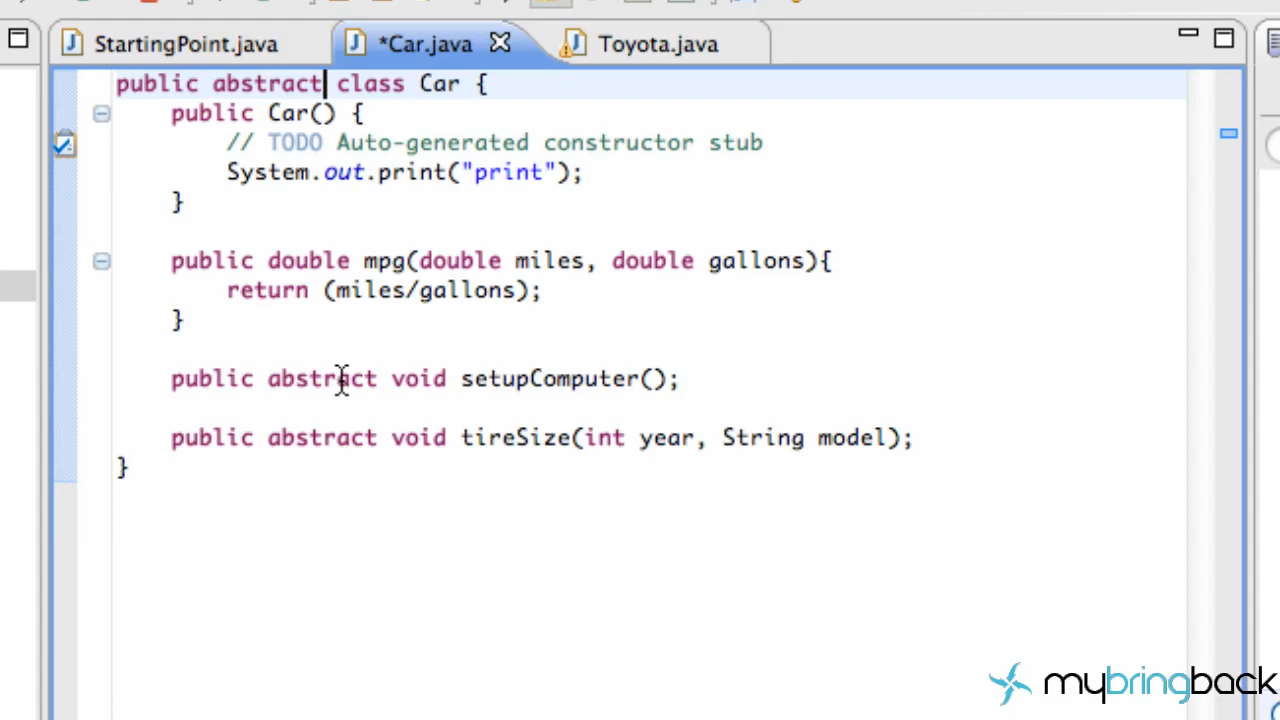 StartingPoint.java *Car.java Toyota.java
public abstract class Car {
public Car() {
// TODO Auto-generated constructor stub
System.out.print("print");
}
public double mpg(double miles, double gallons){
return (miles/gallons);
}
public abstract void setupComputer();
public abstract void tireSize(int year, String model);
}
mybringback